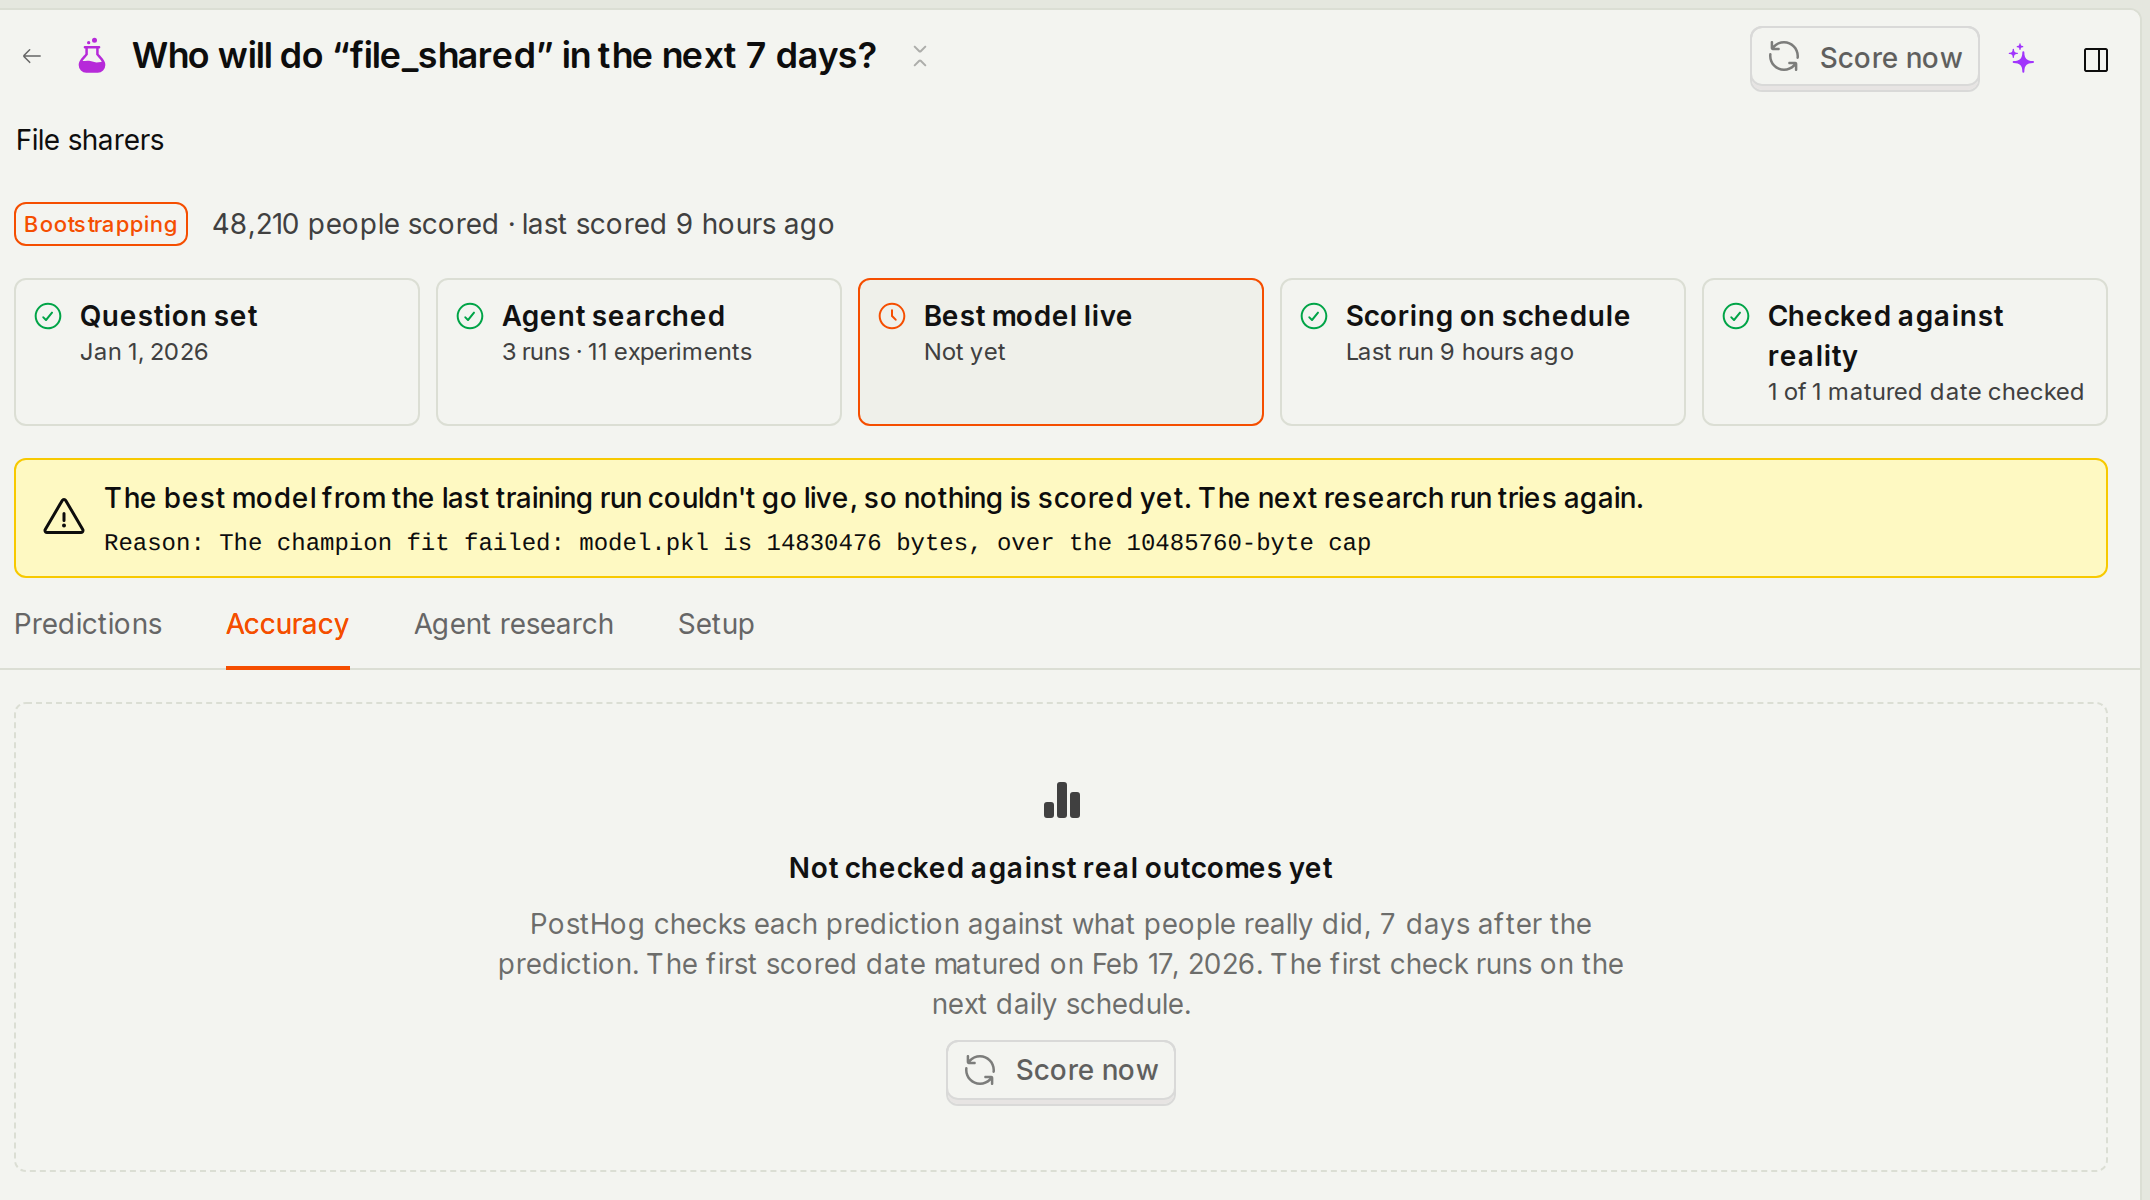 Who will do “file_shared” in the next 7 days?
Score now
File sharers
Bootstrapping
48,210 people scored · last scored 9 hours ago
Question set
Jan 1, 2026
Agent searched
3 runs · 11 experiments
Best model live
Not yet
Scoring on schedule
Last run 9 hours ago
Checked against
reality
1 of 1 matured date checked
The best model from the last training run couldn't go live, so nothing is scored yet. The next research run tries again.
Reason: The champion fit failed: model.pkl is 14830476 bytes, over the 10485760-byte cap
Predictions
Accuracy
Agent research
Setup
Not checked against real outcomes yet
PostHog checks each prediction against what people really did, 7 days after the
prediction. The first scored date matured on Feb 17, 2026. The first check runs on the
next daily schedule.
Score now